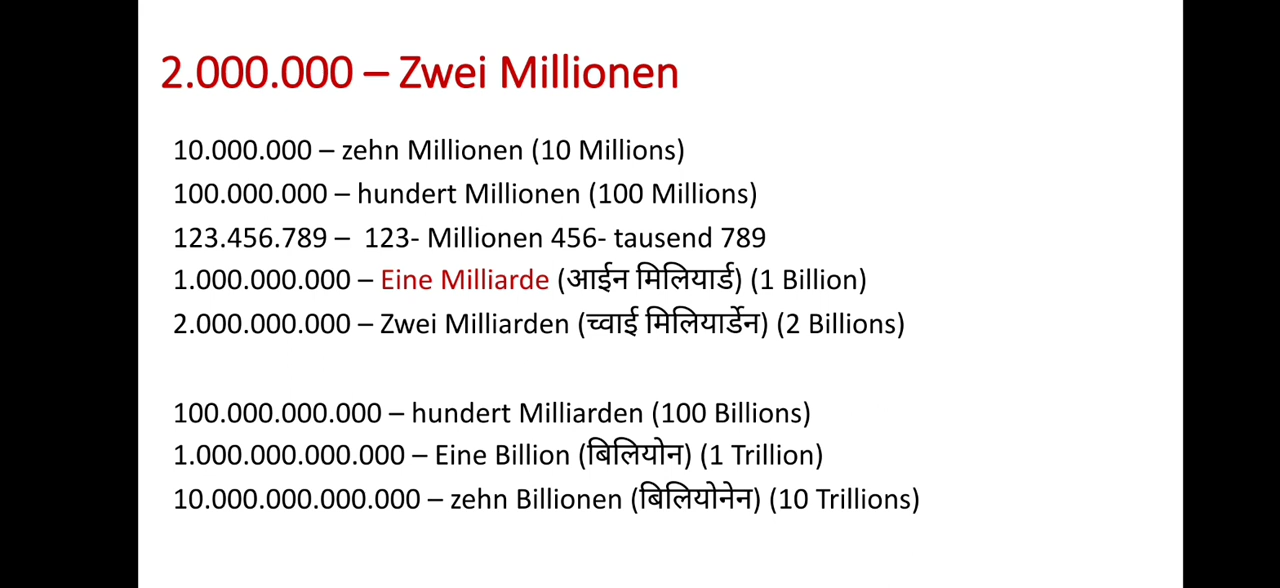 2.000.000 – Zwei Millionen
10.000.000 – zehn Millionen (10 Millions)
100.000.000 – hundert Millionen (100 Millions)
123.456.789 – 123- Millionen 456- tausend 789
1.000.000.000 – Eine Milliarde (आईन मिलियार्ड) (1 Billion)
2.000.000.000 – Zwei Milliarden (च्वाई मिलियार्डेन) (2 Billions)
100.000.000.000 – hundert Milliarden (100 Billions)
1.000.000.000.000 – Eine Billion (बिलियोन) (1 Trillion)
10.000.000.000.000 – zehn Billionen (बिलियोनेन) (10 Trillions)